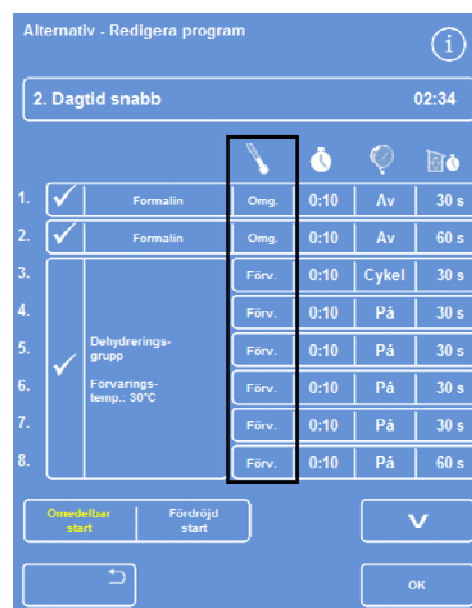 Alternativ - Redigera program
i
2. Dagtid snabb 02:34
1. Formalin Omg. 0:10 Av 30 s
2. Formalin Omg. 0:10 Av 60 s
3. Förv. 0:10 Cykel 30 s
4. Förv. 0:10 På 30 s
Dehydrerings-
5. Förv. 0:10 På 30 s
grupp
6. Förvarings- Förv. 0:10 På 30 s
temp.: 30°C
7. Förv. 0:10 På 30 s
8. Förv. 0:10 På 60 s
Omedelbar Fördröjd
start start
OK